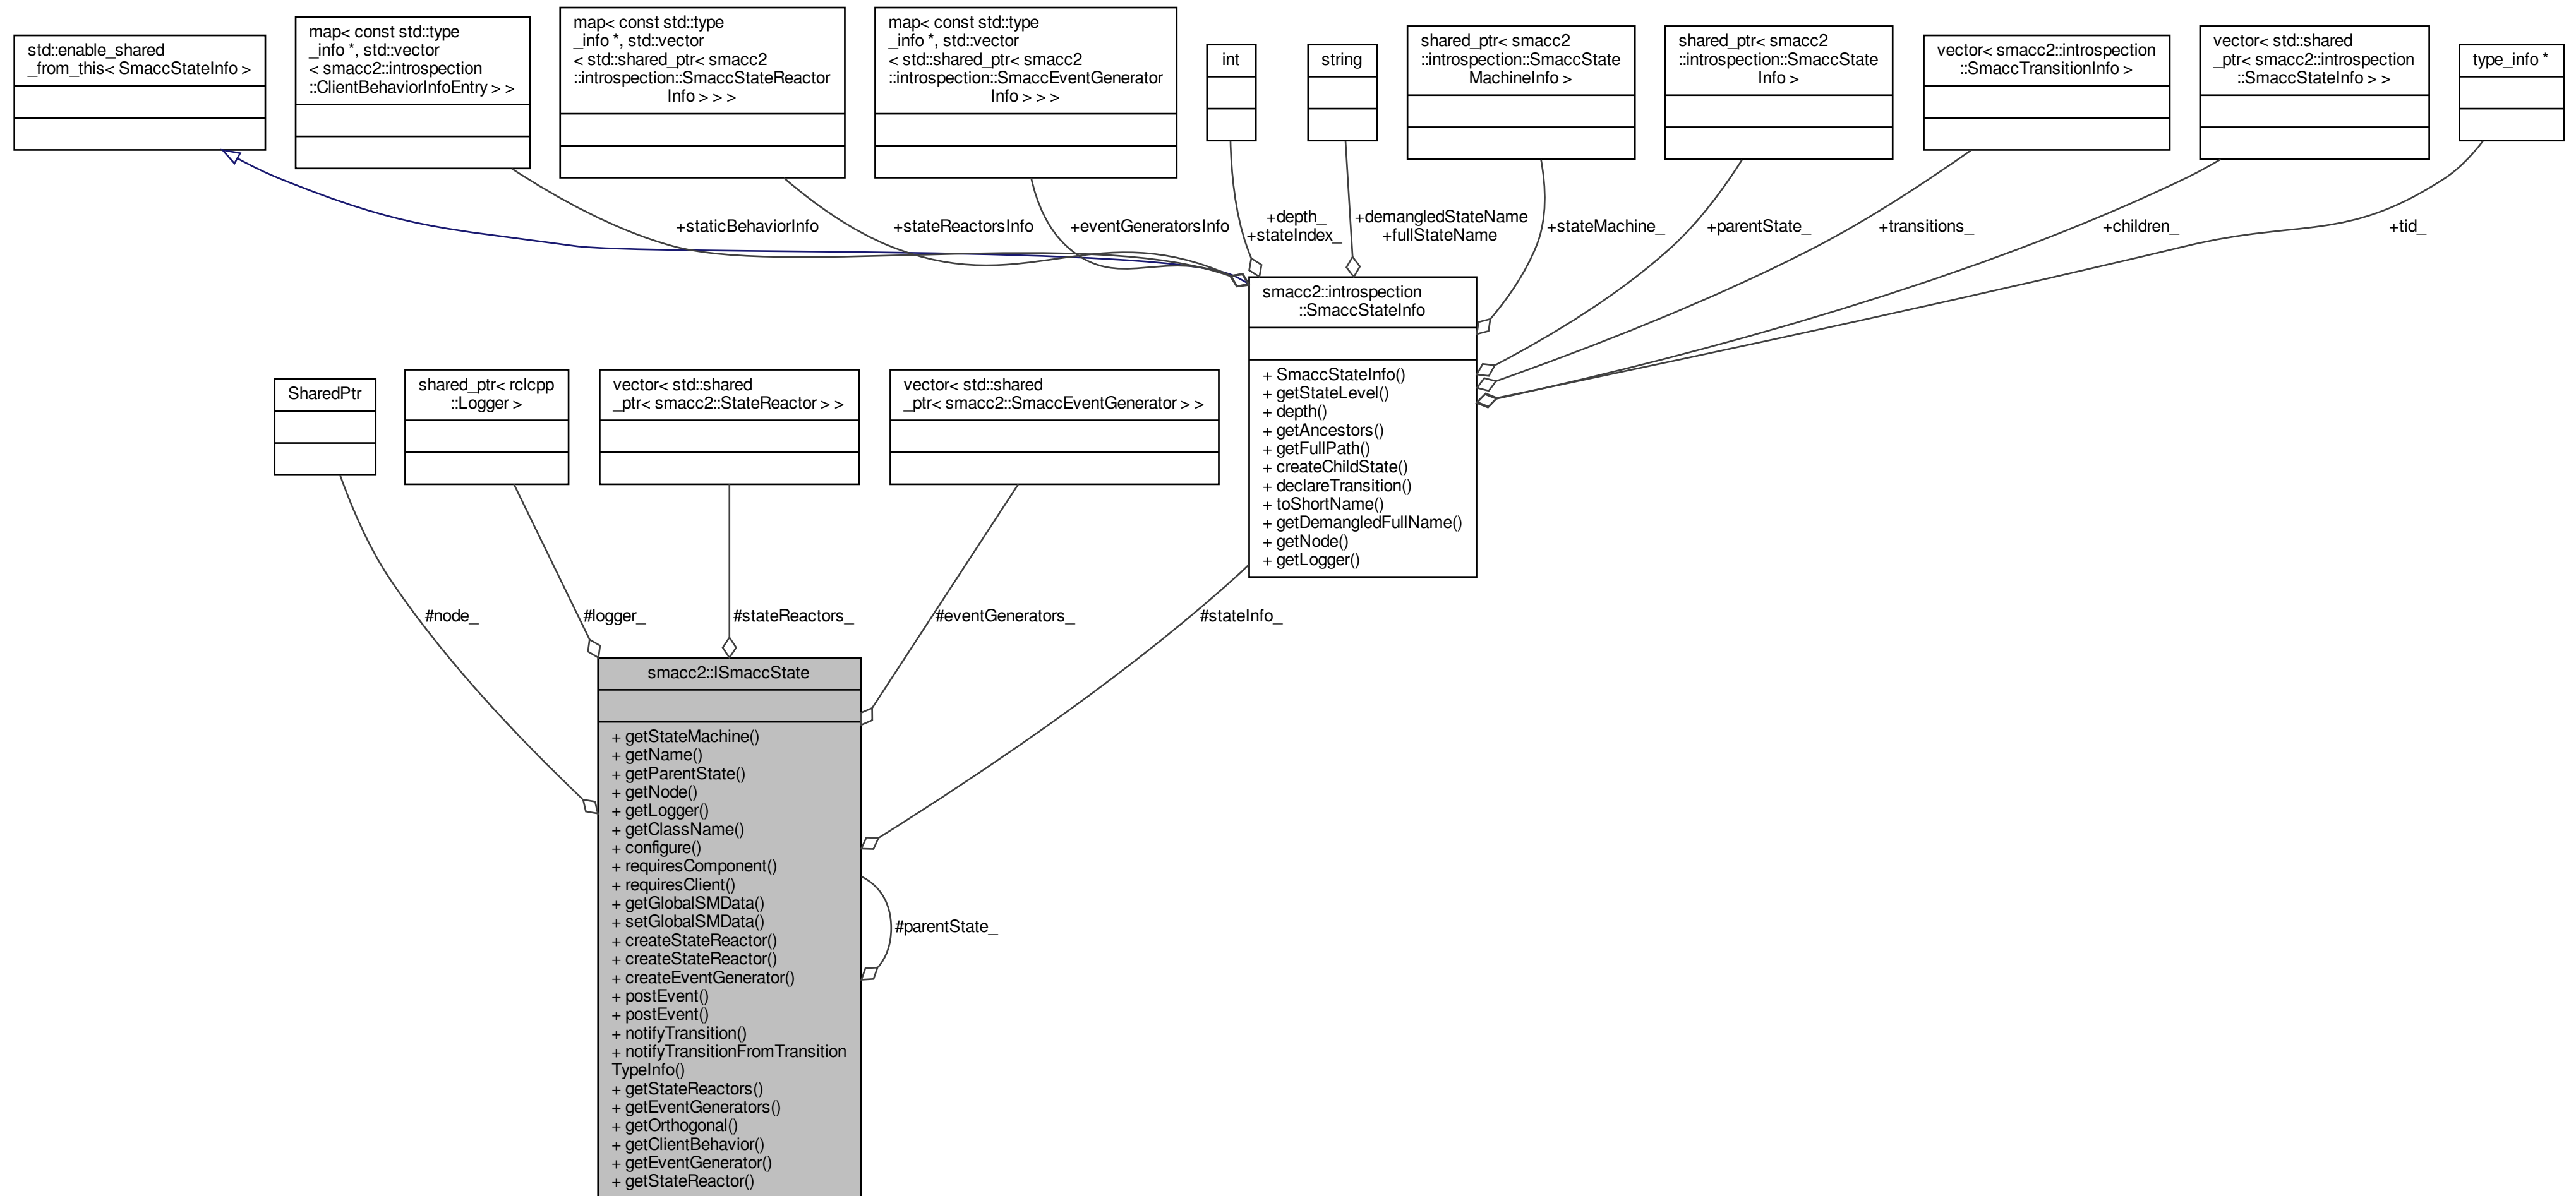 std::enable_shared
_from_this< SmaccStateInfo >
map< const std::type
_info *, std::vector
< smacc2::introspection
::ClientBehaviorInfoEntry > >
map< const std::type
_info *, std::vector
< std::shared_ptr< smacc2
::introspection::SmaccStateReactor
Info > > >
map< const std::type
_info *, std::vector
< std::shared_ptr< smacc2
::introspection::SmaccEventGenerator
Info > > >
int
string
shared_ptr< smacc2
::introspection::SmaccState
MachineInfo >
shared_ptr< smacc2
::introspection::SmaccState
Info >
vector< smacc2::introspection
::SmaccTransitionInfo >
vector< std::shared
_ptr< smacc2::introspection
::SmaccStateInfo > >
type_info *
+staticBehaviorInfo
+stateReactorsInfo
+eventGeneratorsInfo
+depth_
+stateIndex_
+demangledStateName
+fullStateName
+stateMachine_
+parentState_
+transitions_
+children_
+tid_
smacc2::introspection
::SmaccStateInfo
+ SmaccStateInfo()
+ getStateLevel()
+ depth()
+ getAncestors()
+ getFullPath()
+ createChildState()
+ declareTransition()
+ toShortName()
+ getDemangledFullName()
+ getNode()
+ getLogger()
SharedPtr
shared_ptr< rclcpp
::Logger >
vector< std::shared
_ptr< smacc2::StateReactor > >
vector< std::shared
_ptr< smacc2::SmaccEventGenerator > >
#node_
#logger_
#stateReactors_
#eventGenerators_
#stateInfo_
smacc2::ISmaccState
+ getStateMachine()
+ getName()
+ getParentState()
+ getNode()
+ getLogger()
+ getClassName()
+ configure()
+ requiresComponent()
+ requiresClient()
+ getGlobalSMData()
+ setGlobalSMData()
+ createStateReactor()
+ createStateReactor()
+ createEventGenerator()
+ postEvent()
+ postEvent()
+ notifyTransition()
+ notifyTransitionFromTransition
TypeInfo()
+ getStateReactors()
+ getEventGenerators()
+ getOrthogonal()
+ getClientBehavior()
+ getEventGenerator()
+ getStateReactor()
#parentState_